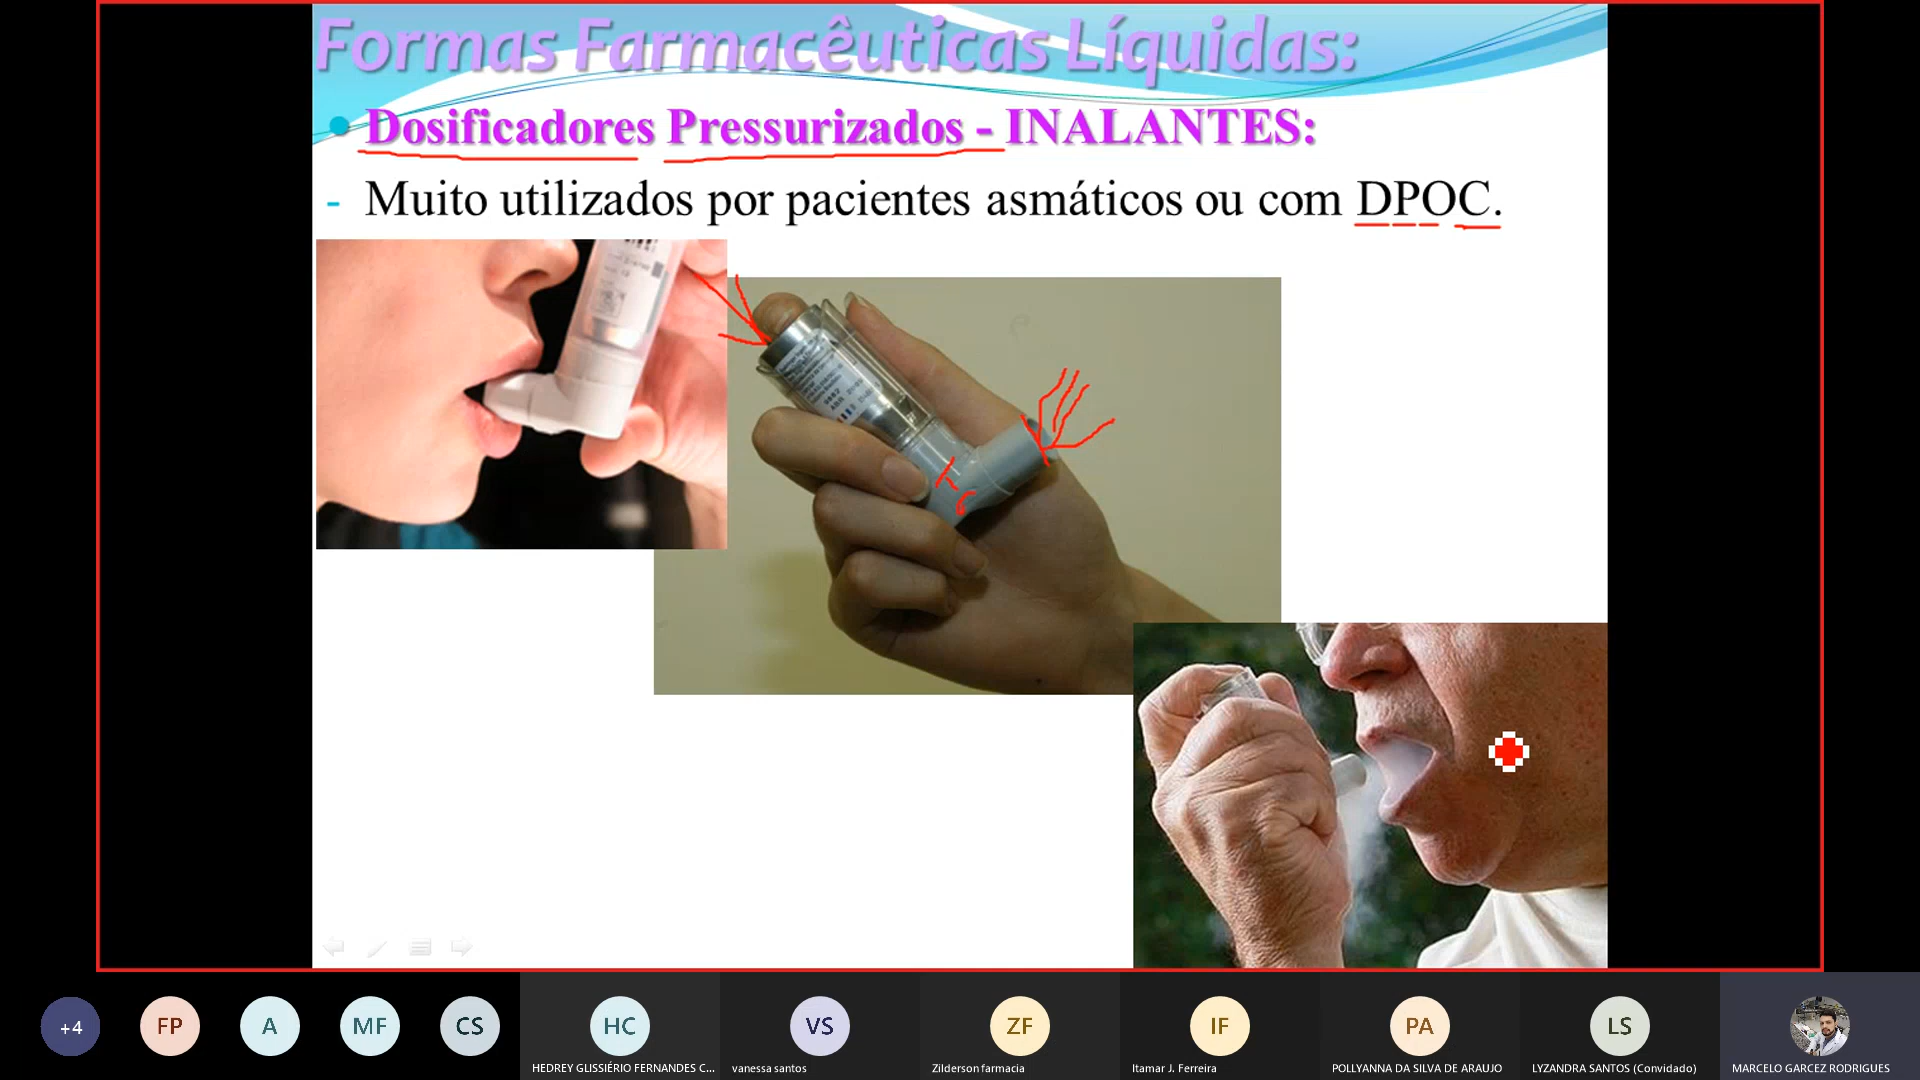 Formas Farmacêuticas Líquidas:
Dosificadores Pressurizados - INALANTES:
- Muito utilizados por pacientes asmáticos ou com DPOC.
+4
FP
A
MF
CS
HC
VS
ZF
IF
PA
LS
HEDREY GLISSIÉRIO FERNANDES C...
vanessa santos
Zilderson farmacia
Itamar J. Ferreira
POLLYANNA DA SILVA DE ARAUJO
LYZANDRA SANTOS (Convidado)
MARCELO GARCEZ RODRIGUES